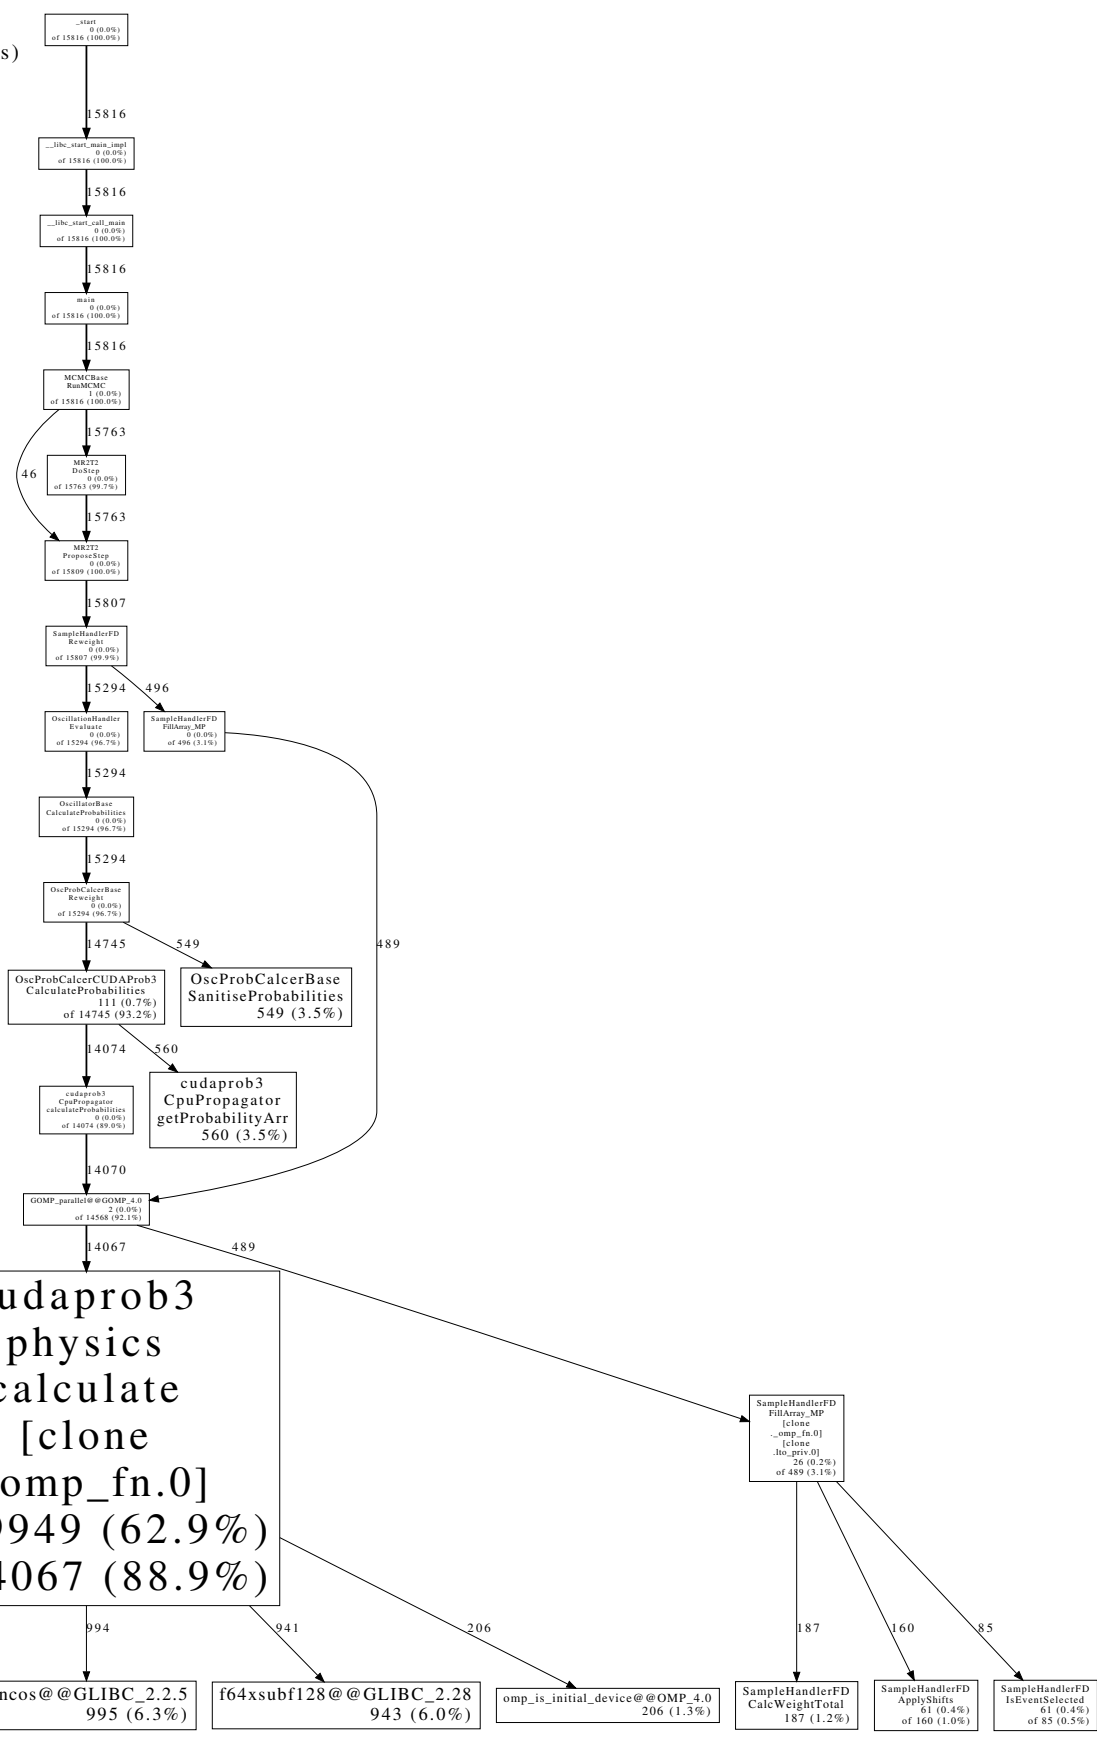 _start
0 (0.0%)
of 15816 (100.0%)
s)
15816
__libc_start_main_impl
0 (0.0%)
of 15816 (100.0%)
15816
__libc_start_call_main
0 (0.0%)
of 15816 (100.0%)
15816
main
0 (0.0%)
of 15816 (100.0%)
15816
MCMCBase
RunMCMC
1 (0.0%)
of 15816 (100.0%)
15763
46
MR2T2
DoStep
0 (0.0%)
of 15763 (99.7%)
15763
MR2T2
ProposeStep
0 (0.0%)
of 15809 (100.0%)
15807
SampleHandlerFD
Reweight
0 (0.0%)
of 15807 (99.9%)
15294
496
OscillationHandler
Evaluate
0 (0.0%)
of 15294 (96.7%)
SampleHandlerFD
FillArray_MP
0 (0.0%)
of 496 (3.1%)
15294
OscillatorBase
CalculateProbabilities
0 (0.0%)
of 15294 (96.7%)
15294
OscProbCalcerBase
Reweight
0 (0.0%)
of 15294 (96.7%)
14745
549
489
OscProbCalcerCUDAProb3
CalculateProbabilities
111 (0.7%)
of 14745 (93.2%)
OscProbCalcerBase
SanitiseProbabilities
549 (3.5%)
14074
560
cudaprob3
CpuPropagator
calculateProbabilities
0 (0.0%)
of 14074 (89.0%)
cudaprob3
CpuPropagator
getProbabilityArr
560 (3.5%)
14070
GOMP_parallel@@GOMP_4.0
2 (0.0%)
of 14568 (92.1%)
14067
489
udaprob3
physics
calculate
[clone
omp_fn.0]
9949 (62.9%)
4067 (88.9%)
SampleHandlerFD
FillArray_MP
[clone
._omp_fn.0]
[clone
.lto_priv.0]
26 (0.2%)
of 489 (3.1%)
994
941
206
187
160
85
ncos@@GLIBC_2.2.5
995 (6.3%)
f64xsubf128@@GLIBC_2.28
943 (6.0%)
omp_is_initial_device@@OMP_4.0
206 (1.3%)
SampleHandlerFD
CalcWeightTotal
187 (1.2%)
SampleHandlerFD
ApplyShifts
61 (0.4%)
of 160 (1.0%)
SampleHandlerFD
IsEventSelected
61 (0.4%)
of 85 (0.5%)